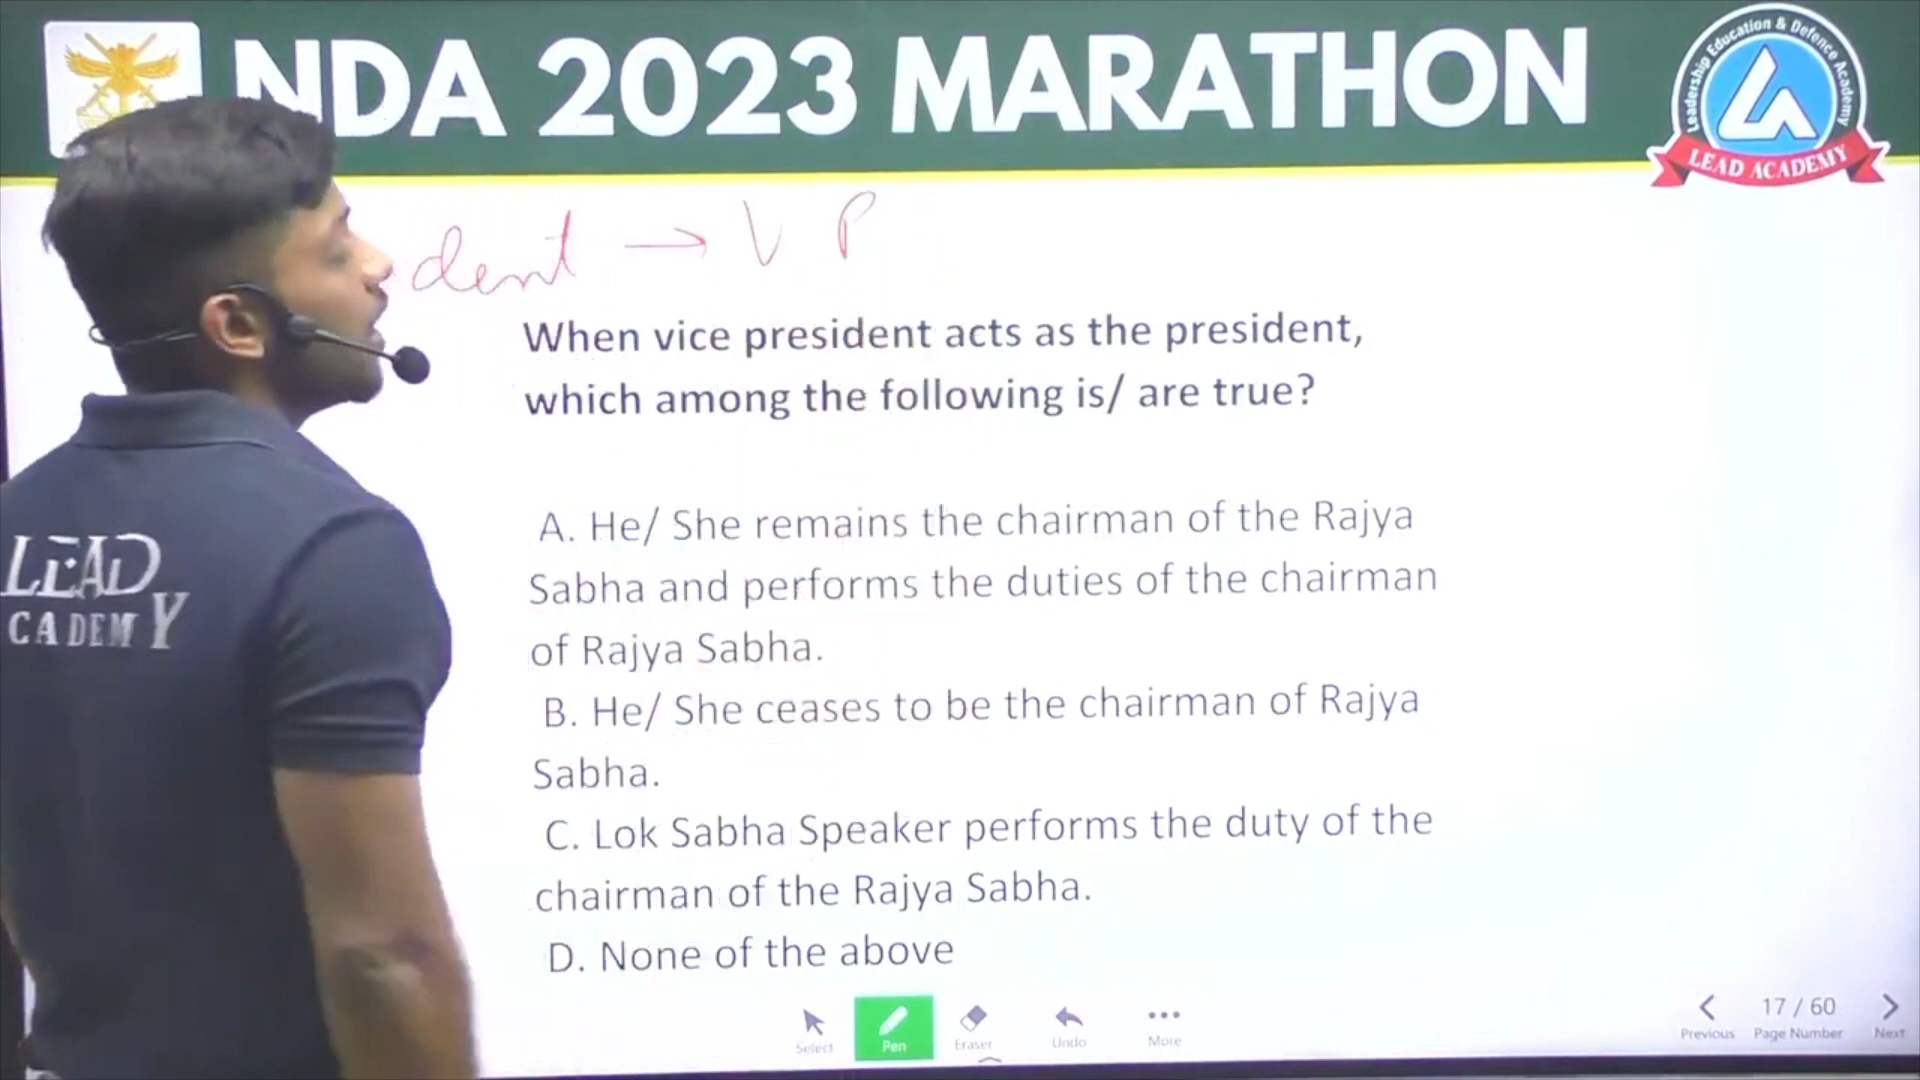 NDA 2023 MARATHON
Leadership Education & Defence Academy
LEAD ACADEMY
dent → V P
When vice president acts as the president,
which among the following is/ are true?
A. He/ She remains the chairman of the Rajya
Sabha and performs the duties of the chairman
of Rajya Sabha.
B. He/ She ceases to be the chairman of Rajya
Sabha.
C. Lok Sabha Speaker performs the duty of the
chairman of the Rajya Sabha.
D. None of the above
LEAD
CADEMY
Select Pen Eraser Undo More
17 / 60
Previous Page Number Next